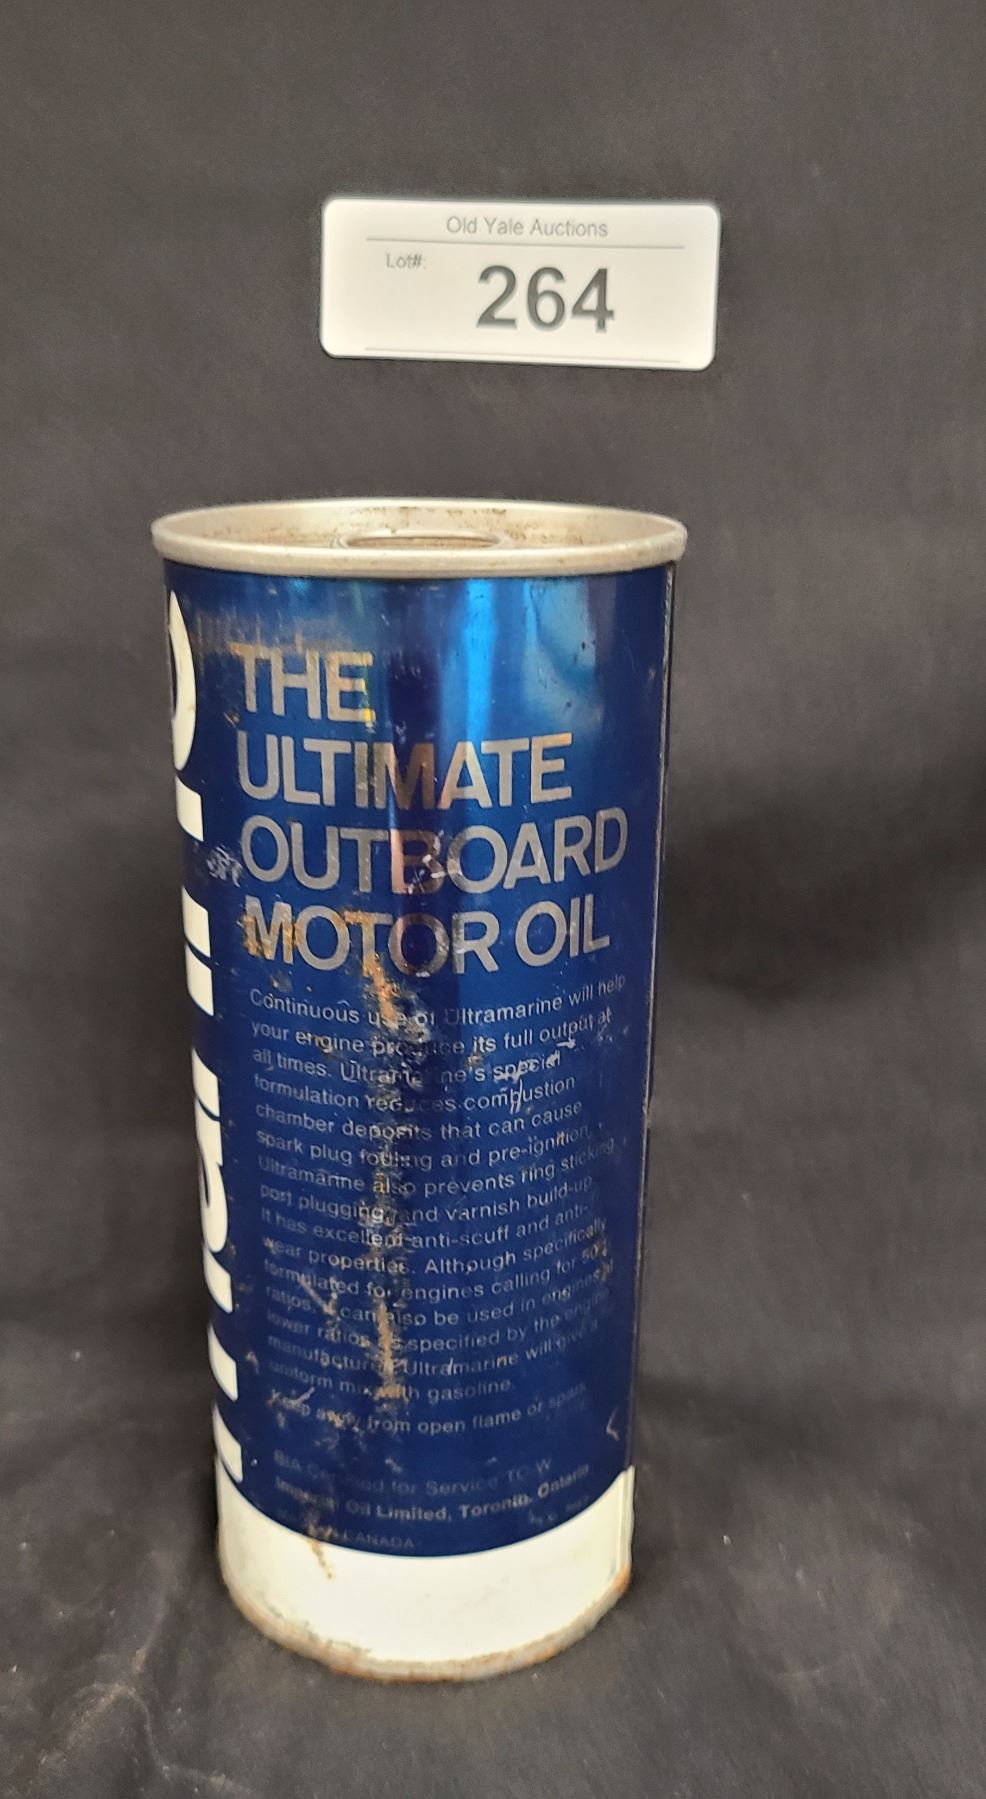 Old Yale Auctions
Lot#:
264
THE
ULTIMATE
OUTBOARD
MOTOR OIL
Continuous use of Ultramarine will help
your engine produce its full output at
all times. Ultramarine's special
formulation reduces combustion
chamber deposits that can cause
spark plug fouling and pre-ignition.
Ultramarine also prevents ring sticking,
port plugging, and varnish build-up.
It has excellent anti-scuff and anti-
wear properties. Although specifically
formulated for engines calling for 50:1
ratios, it can also be used in engines at
lower ratios as specified by the engine
manufacturer. Ultramarine will give a
uniform mix with gasoline.
Keep away from open flame or spark
BIA Certified for Service TC-W
Imperial Oil Limited, Toronto, Ontario
CANADA